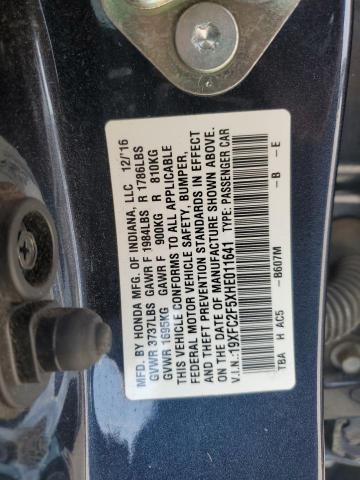 MFG. BY HONDA MFG. OF INDIANA, LLC 12/'16
GVWR 3737LBS GAWR F 1984LBS R 1786LBS
GVWR 1695KG GAWR F 900KG R 810KG
THIS VEHICLE CONFORMS TO ALL APPLICABLE
FEDERAL MOTOR VEHICLE SAFETY, BUMPER,
AND THEFT PREVENTION STANDARDS IN EFFECT
ON THE DATE OF MANUFACTURE SHOWN ABOVE.
V.I.N.:19XFC2F5XHE011641 TYPE: PASSENGER CAR
TBA H AC5 -B607M -B -E